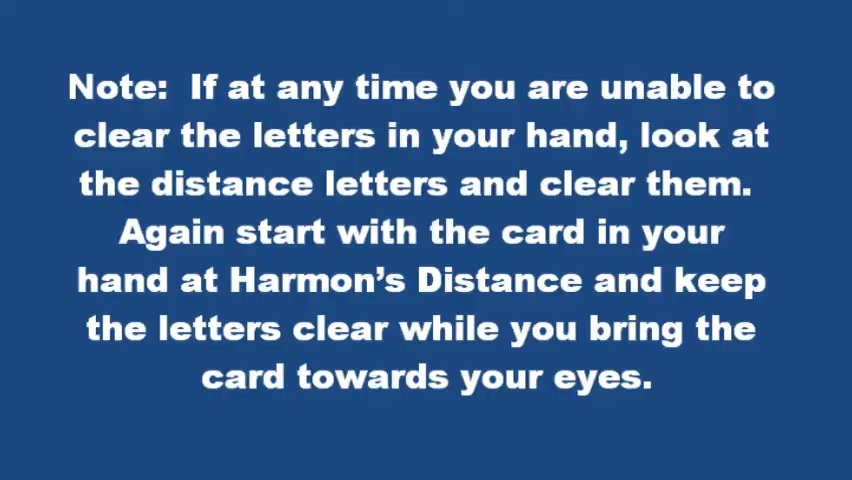 Note:  If at any time you are unable to
clear the letters in your hand, look at
the distance letters and clear them.
Again start with the card in your
hand at Harmon’s Distance and keep
the letters clear while you bring the
card towards your eyes.